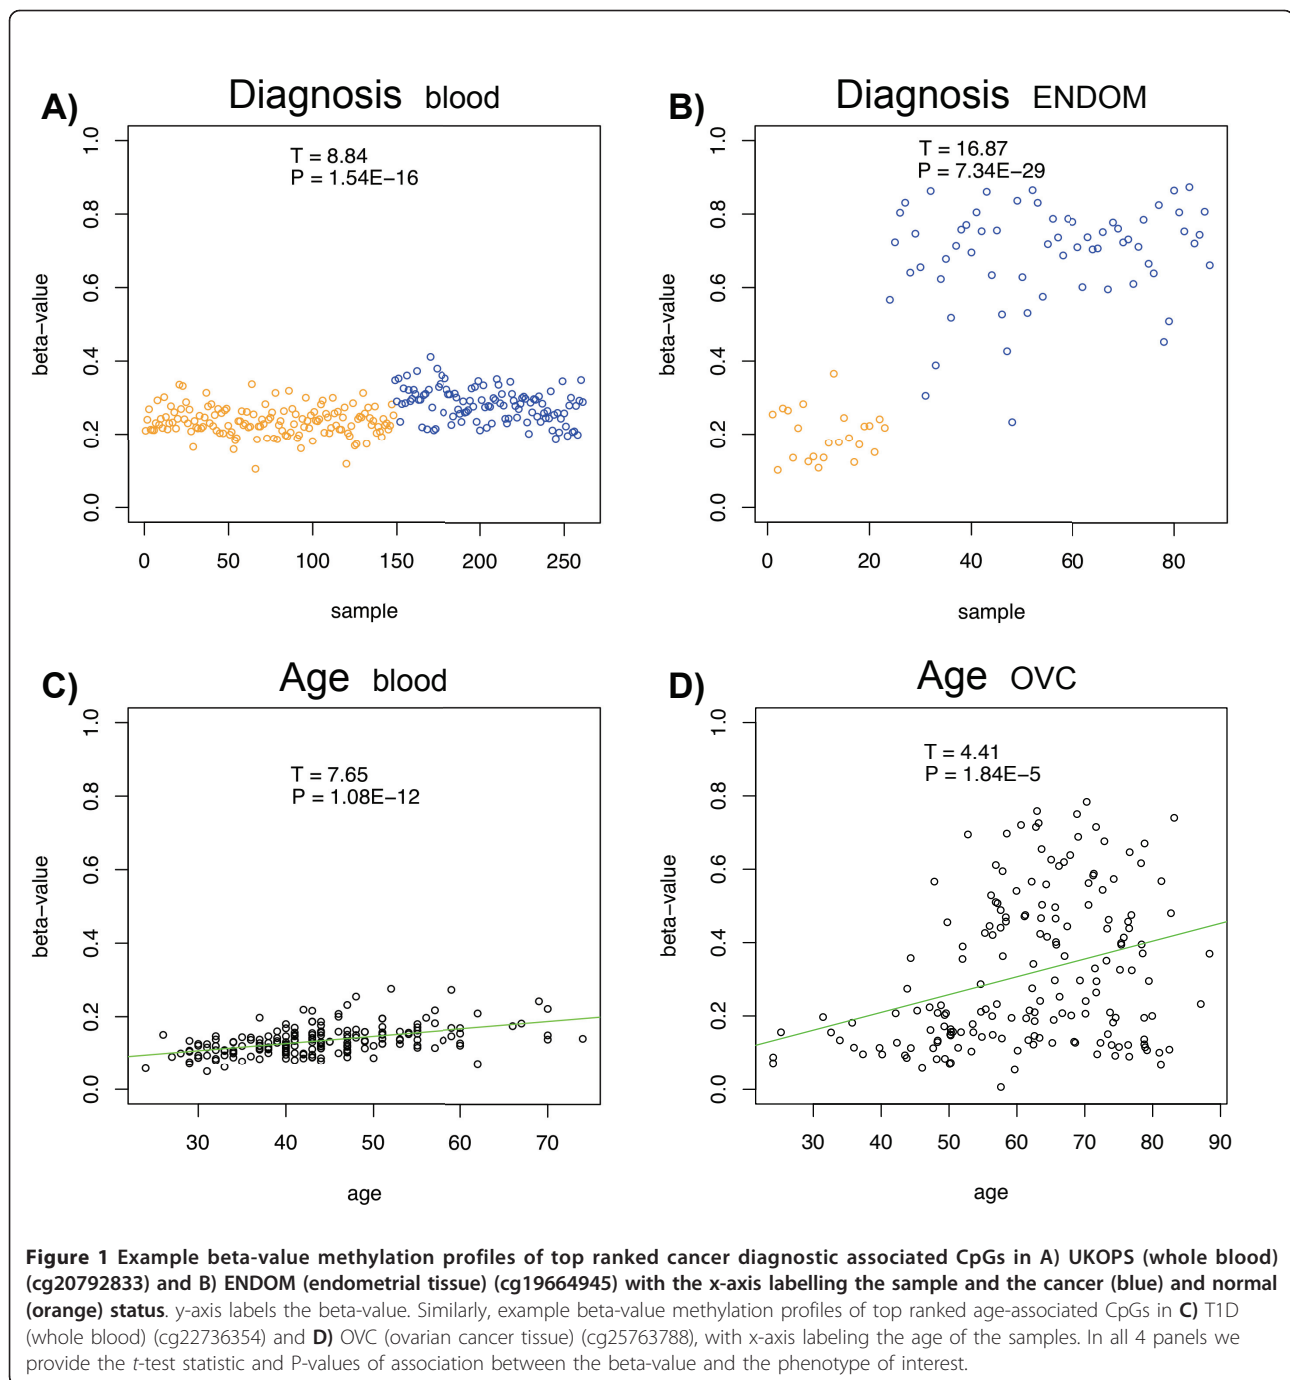 A)
Diagnosis blood
T = 8.84
P = 1.54E−16
beta−value
1.0
0.8
0.6
0.4
0.2
0.0
0 50 100 150 200 250
sample
B)
Diagnosis ENDOM
T = 16.87
P = 7.34E−29
beta−value
1.0
0.8
0.6
0.4
0.2
0.0
0 20 40 60 80
sample
C)
Age blood
T = 7.65
P = 1.08E−12
beta−value
1.0
0.8
0.6
0.4
0.2
0.0
30 40 50 60 70
age
D)
Age OVC
T = 4.41
P = 1.84E−5
beta−value
1.0
0.8
0.6
0.4
0.2
0.0
30 40 50 60 70 80 90
age
Figure 1 Example beta-value methylation profiles of top ranked cancer diagnostic associated CpGs in A) UKOPS (whole blood)
(cg20792833) and B) ENDOM (endometrial tissue) (cg19664945) with the x-axis labelling the sample and the cancer (blue) and normal
(orange) status. y-axis labels the beta-value. Similarly, example beta-value methylation profiles of top ranked age-associated CpGs in C) T1D
(whole blood) (cg22736354) and D) OVC (ovarian cancer tissue) (cg25763788), with x-axis labeling the age of the samples. In all 4 panels we
provide the t-test statistic and P-values of association between the beta-value and the phenotype of interest.